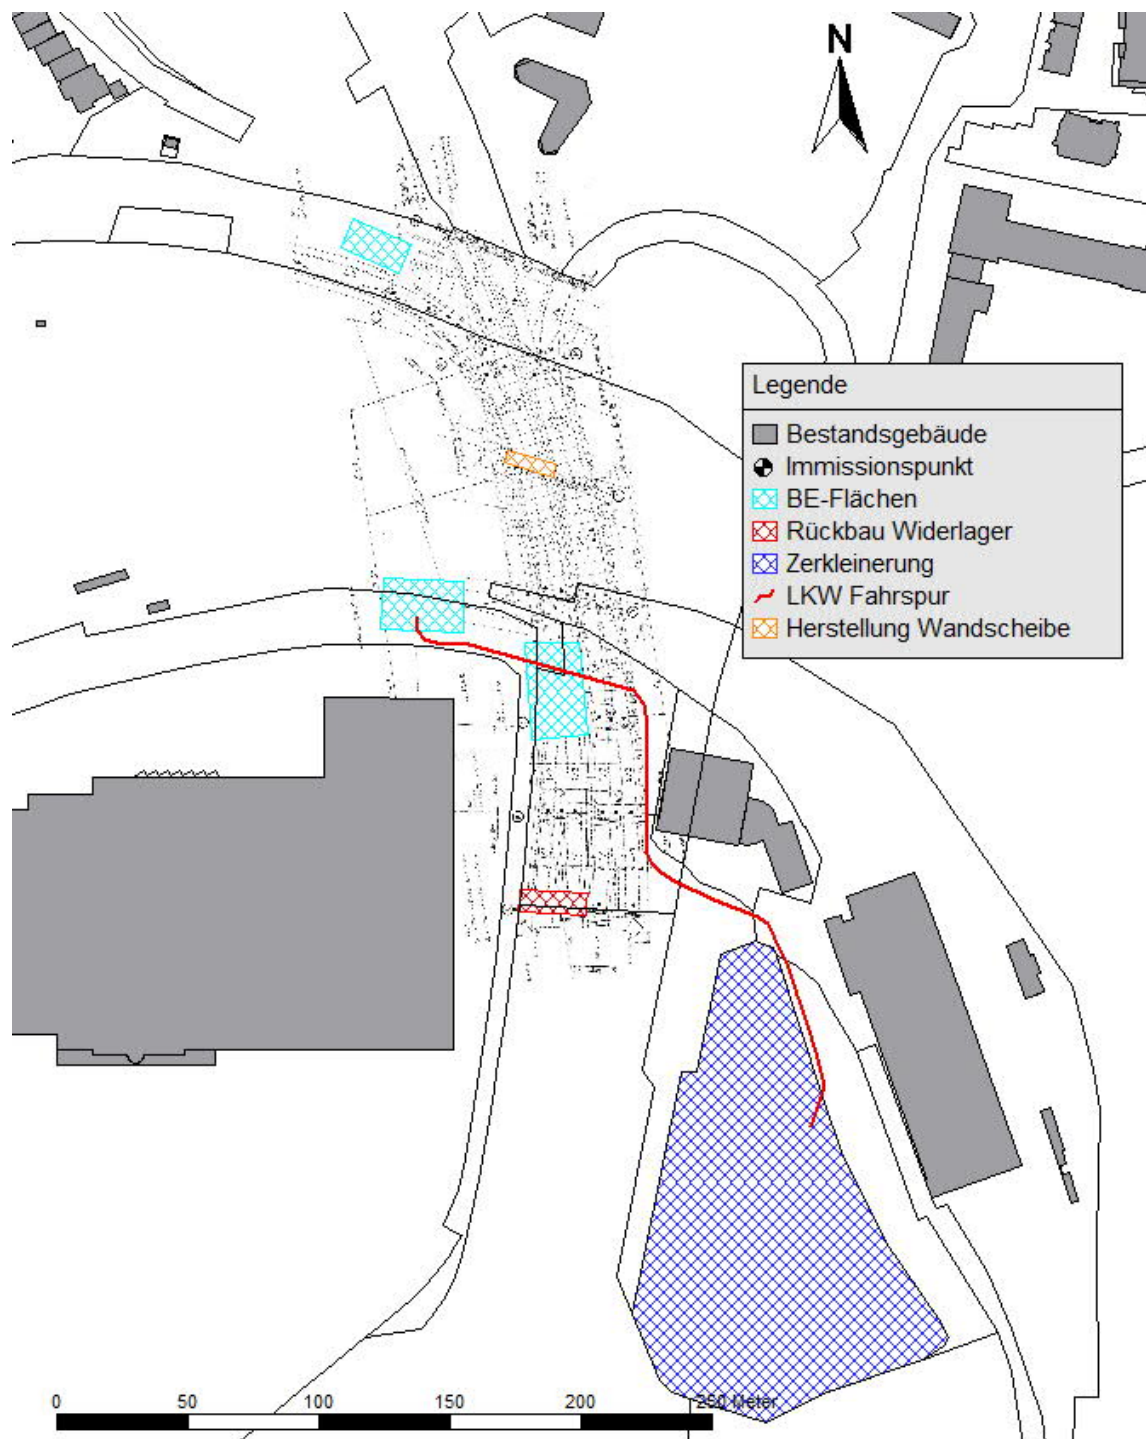 N
Legende
Bestandsgebäude
Immissionspunkt
BE-Flächen
Rückbau Widerlager
Zerkleinerung
LKW Fahrspur
Herstellung Wandscheibe
0 50 100 150 200 250 Meter